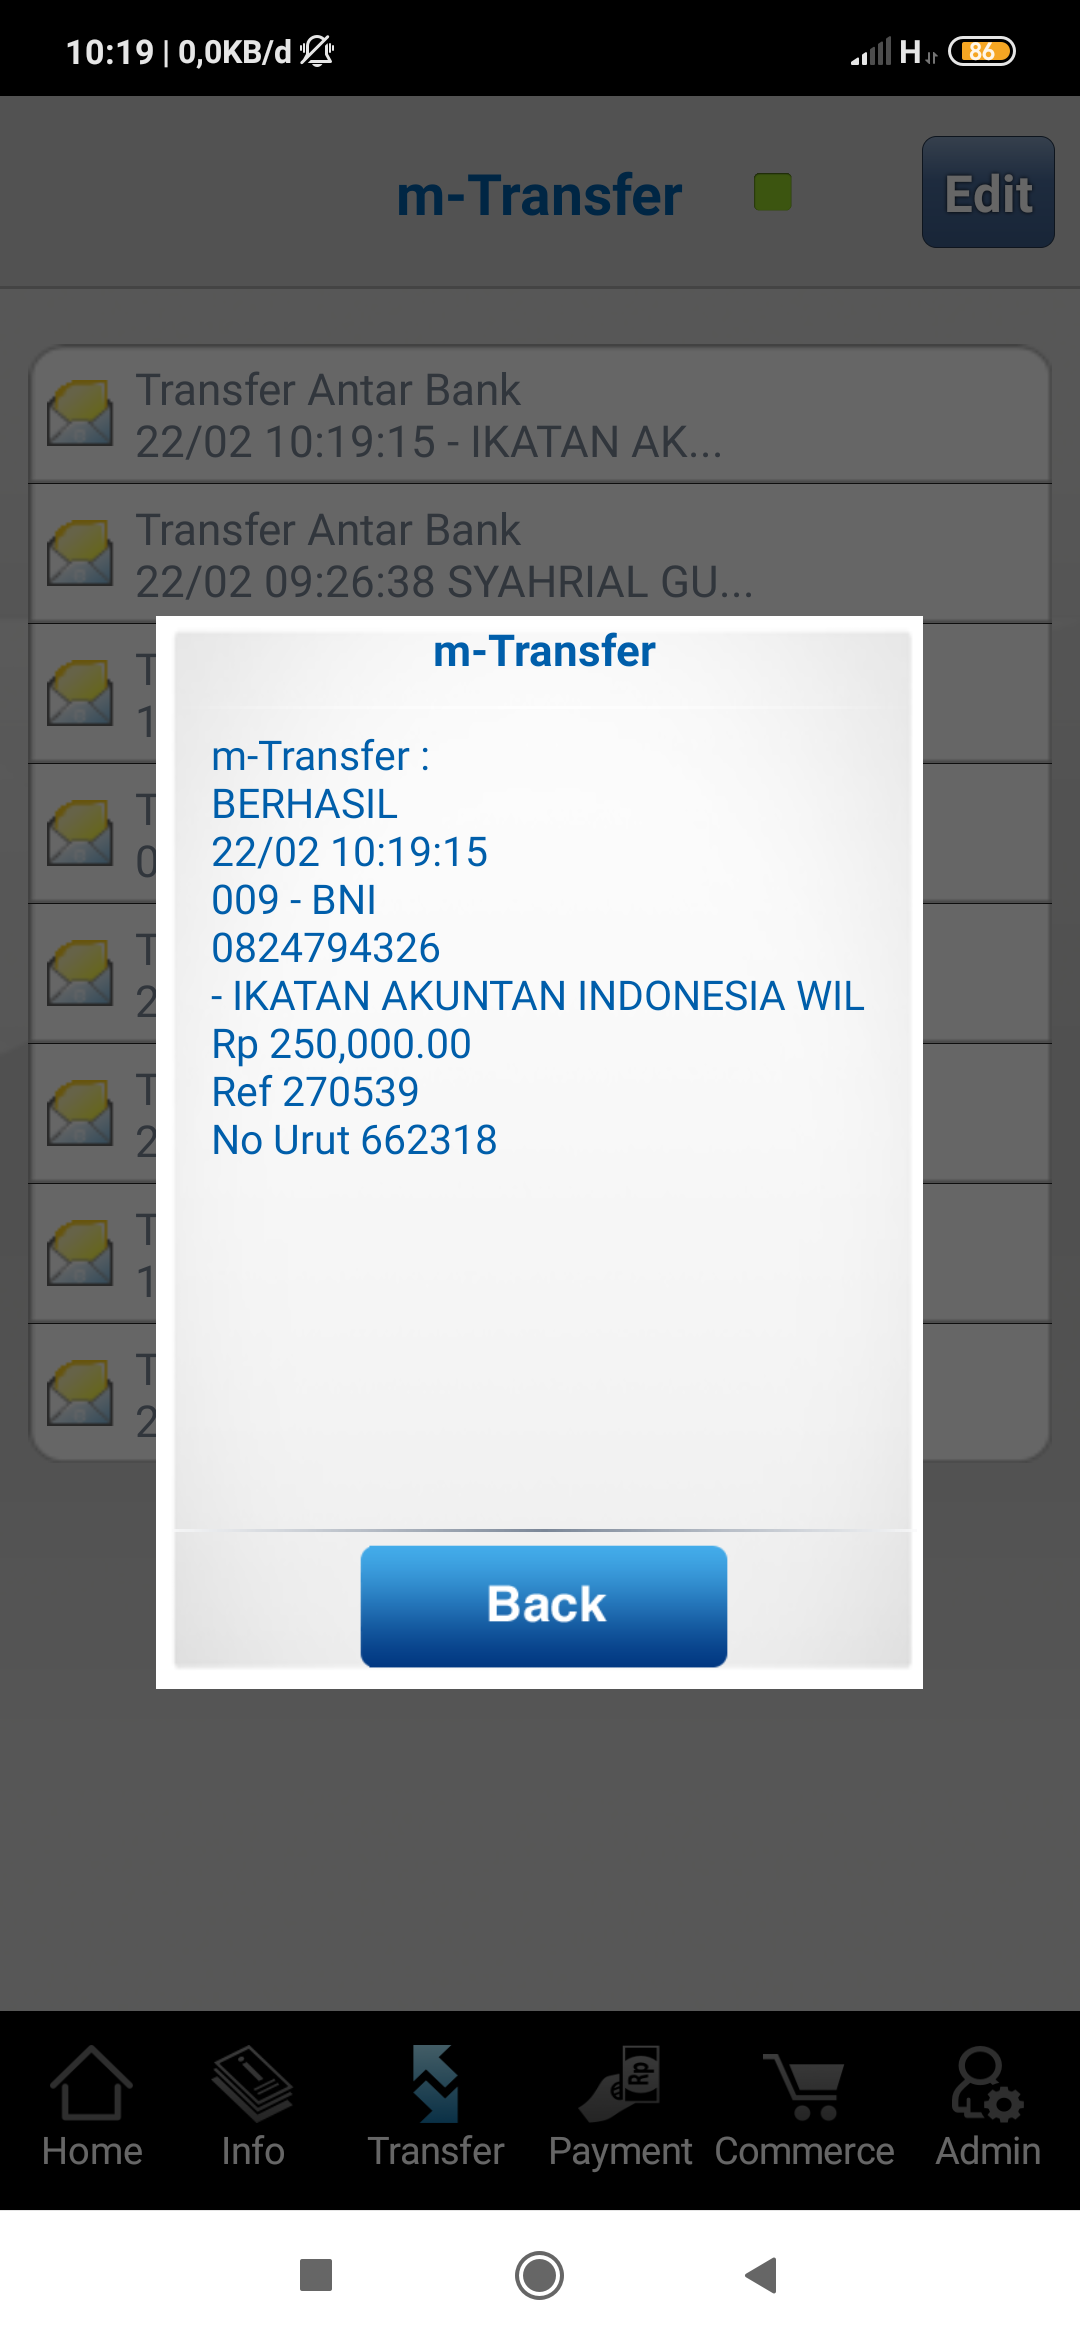 10:19 | 0,0KB/d
H
86
m-Transfer
Edit
Transfer Antar Bank
22/02 10:19:15 - IKATAN AK...
Transfer Antar Bank
22/02 09:26:38 SYAHRIAL GU...
T
1
T
0
T
2
T
2
T
1
T
2
m-Transfer
m-Transfer :
BERHASIL
22/02 10:19:15
009 - BNI
0824794326
- IKATAN AKUNTAN INDONESIA WIL
Rp 250,000.00
Ref 270539
No Urut 662318
Back
Rp
Home
Info
Transfer
Payment
Commerce
Admin